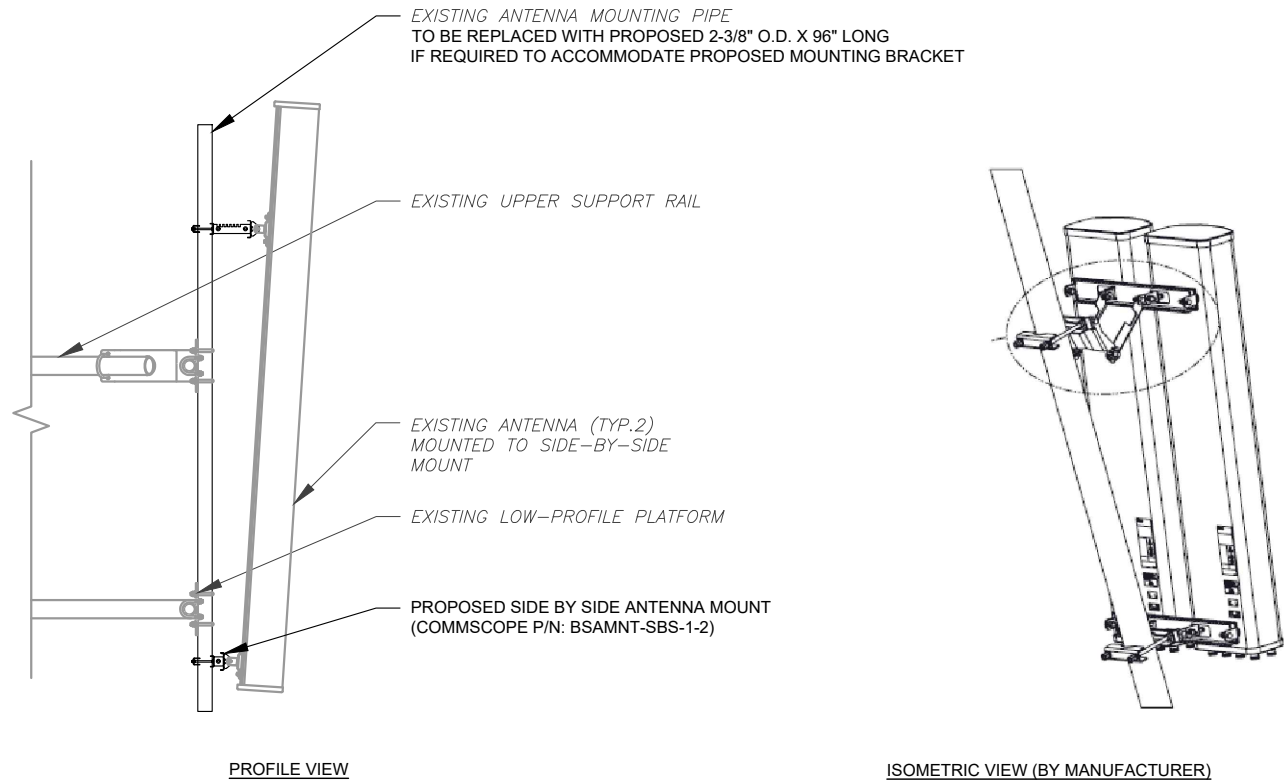 EXISTING ANTENNA MOUNTING PIPE
TO BE REPLACED WITH PROPOSED 2-3/8" O.D. X 96" LONG
IF REQUIRED TO ACCOMMODATE PROPOSED MOUNTING BRACKET
EXISTING UPPER SUPPORT RAIL
EXISTING ANTENNA (TYP.2)
MOUNTED TO SIDE-BY-SIDE
MOUNT
EXISTING LOW-PROFILE PLATFORM
PROPOSED SIDE BY SIDE ANTENNA MOUNT
(COMMSCOPE P/N: BSAMNT-SBS-1-2)
PROFILE VIEW
ISOMETRIC VIEW (BY MANUFACTURER)